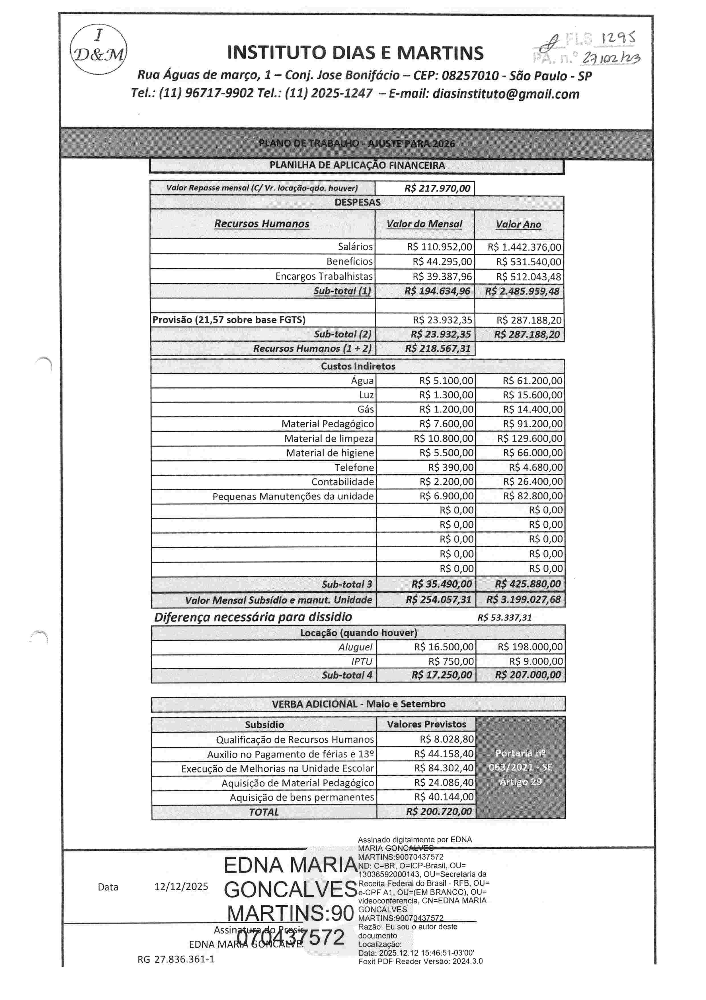 I
D&M
INSTITUTO DIAS E MARTINS
FLS 1295
PA. n.º 27102/23
Rua Águas de março, 1 – Conj. Jose Bonifácio – CEP: 08257010 - São Paulo - SP
Tel.: (11) 96717-9902 Tel.: (11) 2025-1247 – E-mail: diasinstituto@gmail.com
PLANO DE TRABALHO - AJUSTE PARA 2026
PLANILHA DE APLICAÇÃO FINANCEIRA
Valor Repasse mensal (C/ Vr. locação-qdo. houver) R$ 217.970,00
DESPESAS
Recursos Humanos Valor do Mensal Valor Ano
Salários R$ 110.952,00 R$ 1.442.376,00
Benefícios R$ 44.295,00 R$ 531.540,00
Encargos Trabalhistas R$ 39.387,96 R$ 512.043,48
Sub-total (1) R$ 194.634,96 R$ 2.485.959,48
Provisão (21,57 sobre base FGTS) R$ 23.932,35 R$ 287.188,20
Sub-total (2) R$ 23.932,35 R$ 287.188,20
Recursos Humanos (1 + 2) R$ 218.567,31
Custos Indiretos
Água R$ 5.100,00 R$ 61.200,00
Luz R$ 1.300,00 R$ 15.600,00
Gás R$ 1.200,00 R$ 14.400,00
Material Pedagógico R$ 7.600,00 R$ 91.200,00
Material de limpeza R$ 10.800,00 R$ 129.600,00
Material de higiene R$ 5.500,00 R$ 66.000,00
Telefone R$ 390,00 R$ 4.680,00
Contabilidade R$ 2.200,00 R$ 26.400,00
Pequenas Manutenções da unidade R$ 6.900,00 R$ 82.800,00
R$ 0,00 R$ 0,00
R$ 0,00 R$ 0,00
R$ 0,00 R$ 0,00
R$ 0,00 R$ 0,00
R$ 0,00 R$ 0,00
Sub-total 3 R$ 35.490,00 R$ 425.880,00
Valor Mensal Subsídio e manut. Unidade R$ 254.057,31 R$ 3.199.027,68
Diferença necessária para dissidio R$ 53.337,31
Locação (quando houver)
Aluguel R$ 16.500,00 R$ 198.000,00
IPTU R$ 750,00 R$ 9.000,00
Sub-total 4 R$ 17.250,00 R$ 207.000,00
VERBA ADICIONAL - Maio e Setembro
Subsídio Valores Previstos
Qualificação de Recursos Humanos R$ 8.028,80
Auxilio no Pagamento de férias e 13º R$ 44.158,40
Execução de Melhorias na Unidade Escolar R$ 84.302,40
Aquisição de Material Pedagógico R$ 24.086,40
Aquisição de bens permanentes R$ 40.144,00
TOTAL R$ 200.720,00
Portaria nº
063/2021 - SE
Artigo 29
Data 12/12/2025
EDNA MARIA
GONCALVES
MARTINS:90
070437572
Assinado digitalmente por EDNA
MARIA GONCALVES
MARTINS:90070437572
ND: C=BR, O=ICP-Brasil, OU=
13036592000143, OU=Secretaria da
Receita Federal do Brasil - RFB, OU=
e-CPF A1, OU=(EM BRANCO), OU=
videoconferencia, CN=EDNA MARIA
GONCALVES
MARTINS:90070437572
Razão: Eu sou o autor deste
documento
Localização:
Data: 2025.12.12 15:46:51-03'00'
Foxit PDF Reader Versão: 2024.3.0
Assinatura do Presid
EDNA MARIA GONCALVE
RG 27.836.361-1